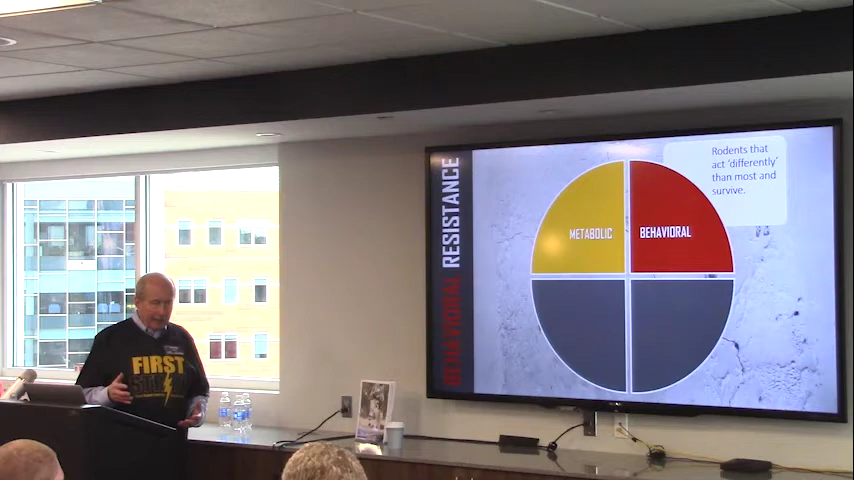 BEHAVIORAL RESISTANCE
METABOLIC
BEHAVIORAL
Rodents that
act 'differently'
than most and
survive.
FIRST